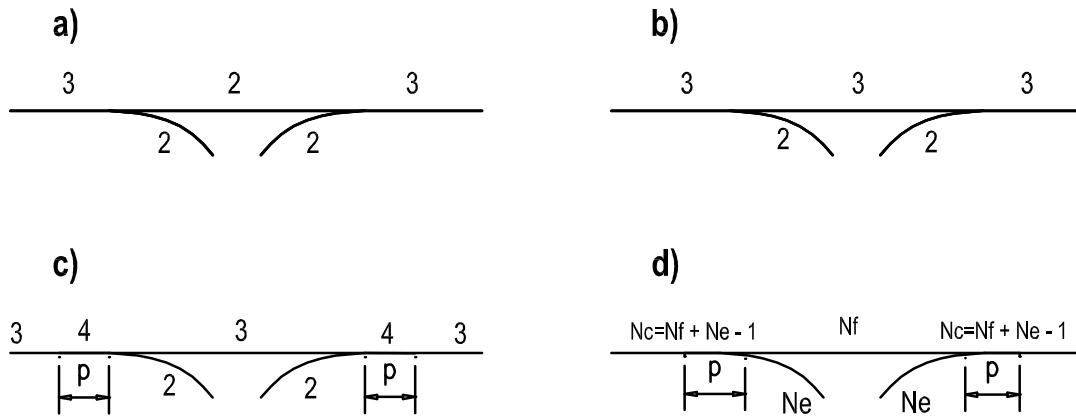 a)
3 2 3
2 2
b)
3 3 3
2 2
c)
3 4 3 4 3
p 2 2 p
d)
Nc=Nf + Ne - 1 Nf Nc=Nf + Ne - 1
p Ne Ne p